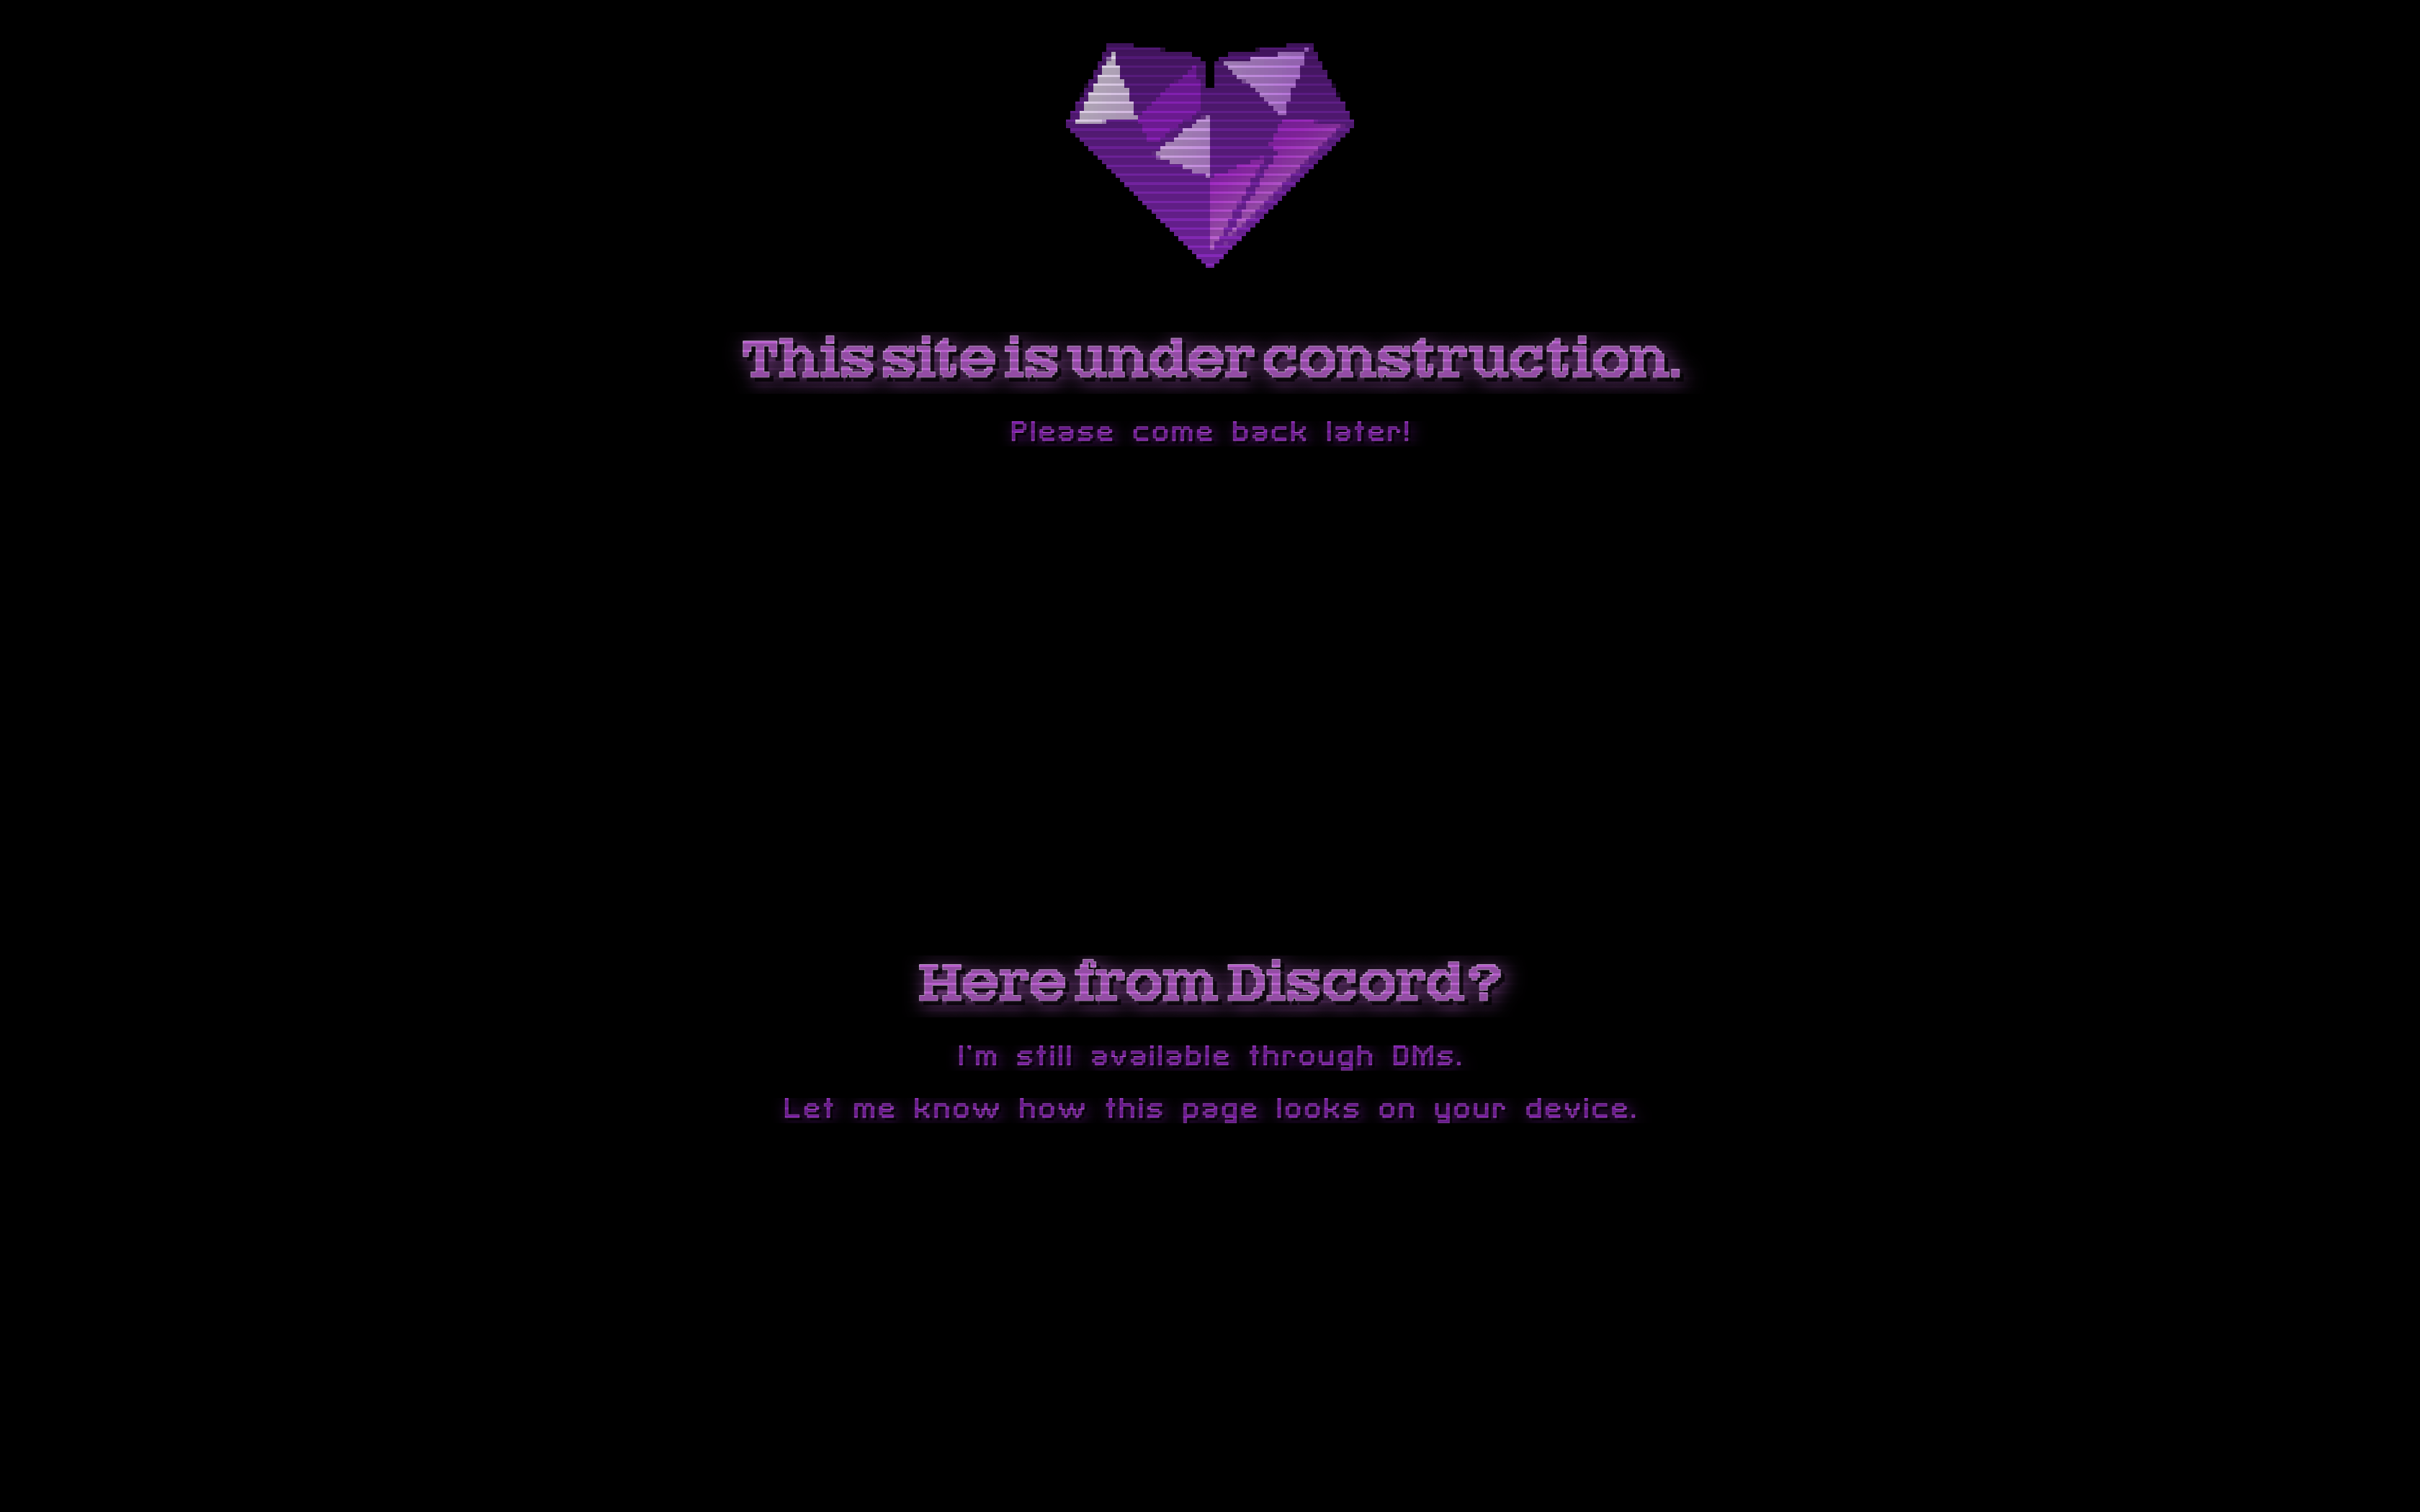 This site is under construction.
Please come back later!
Here from Discord?
I'm still available through DMs.
Let me know how this page looks on your device.